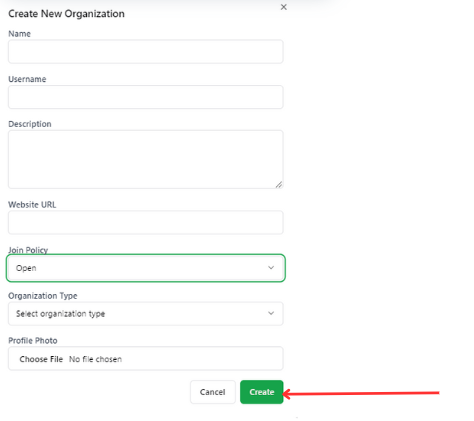 Create New Organization
Name
Username
Description
Website URL
Join Policy
Open
Organization Type
Select organization type
Profile Photo
Choose File No file chosen
Cancel Create